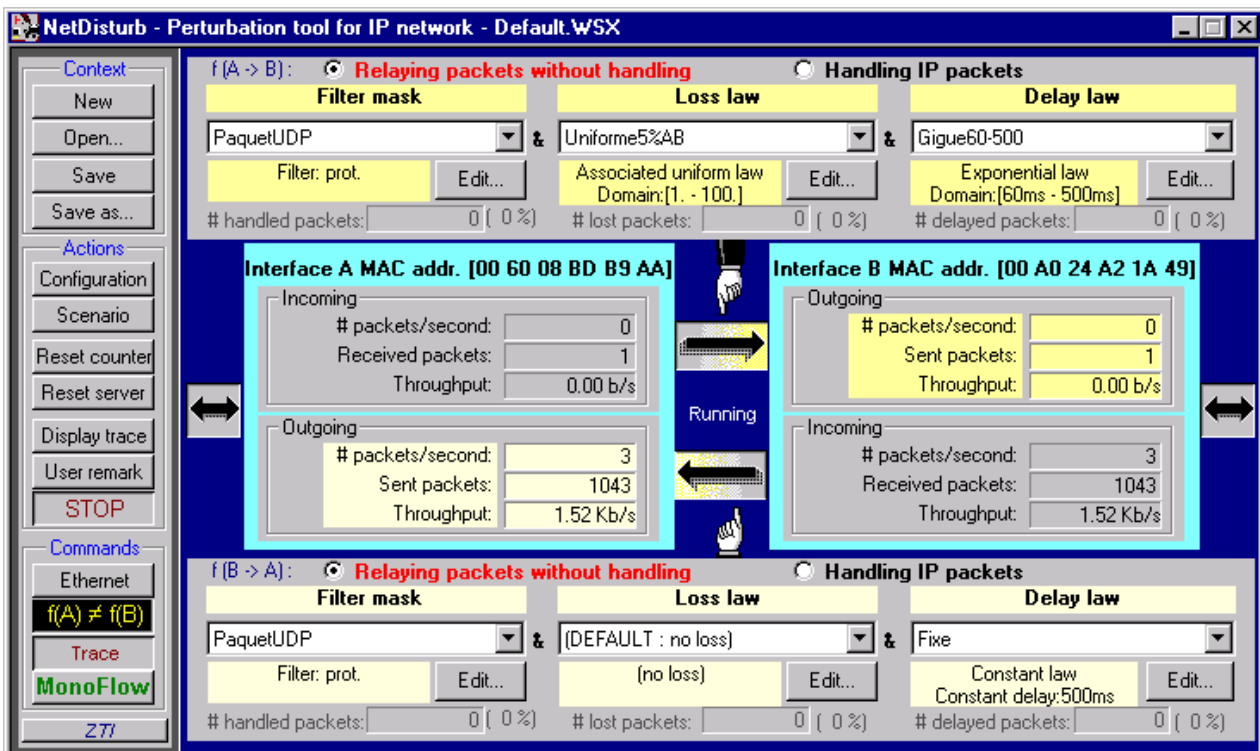 NetDisturb - Perturbation tool for IP network - Default.WSX
Context
New
Open...
Save
Save as...
Actions
Configuration
Scenario
Reset counter
Reset server
Display trace
User remark
STOP
Commands
Ethernet
f(A) ≠ f(B)
Trace
MonoFlow
ZTI
f (A -> B) : Relaying packets without handling Handling IP packets
Filter mask Loss law Delay law
PaquetUDP & Uniforme5%AB & Gigue60-500
Filter: prot. Edit... Associated uniform law Edit... Exponential law Edit...
Domain:[1. - 100.] Domain:[60ms - 500ms]
# handled packets: 0 ( 0 %) # lost packets: 0 ( 0 %) # delayed packets: 0 ( 0 %)
Interface A MAC addr. [00 60 08 BD B9 AA]
Incoming
# packets/second: 0
Received packets: 1
Throughput: 0.00 b/s
Outgoing
# packets/second: 3
Sent packets: 1043
Throughput: 1.52 Kb/s
Running
Interface B MAC addr. [00 A0 24 A2 1A 49]
Outgoing
# packets/second: 0
Sent packets: 1
Throughput: 0.00 b/s
Incoming
# packets/second: 3
Received packets: 1043
Throughput: 1.52 Kb/s
f (B -> A) : Relaying packets without handling Handling IP packets
Filter mask Loss law Delay law
PaquetUDP & (DEFAULT : no loss) & Fixe
Filter: prot. Edit... (no loss) Edit... Constant law Edit...
Constant delay:500ms
# handled packets: 0 ( 0 %) # lost packets: 0 ( 0 %) # delayed packets: 0 ( 0 %)